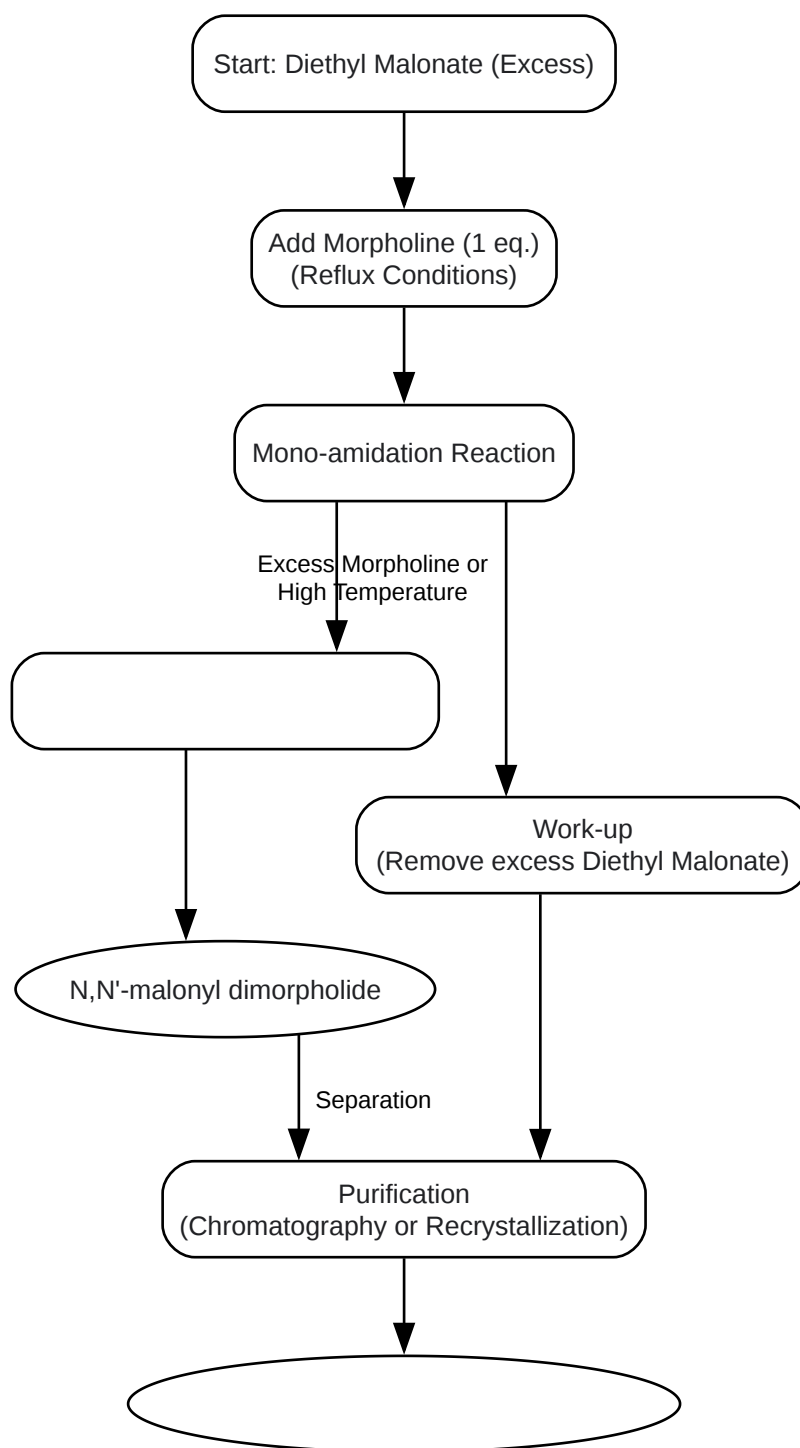 Start: Diethyl Malonate (Excess)
Add Morpholine (1 eq.)
(Reflux Conditions)
Mono-amidation Reaction
Excess Morpholine or
High Temperature
Work-up
(Remove excess Diethyl Malonate)
N,N'-malonyl dimorpholide
Separation
Purification
(Chromatography or Recrystallization)